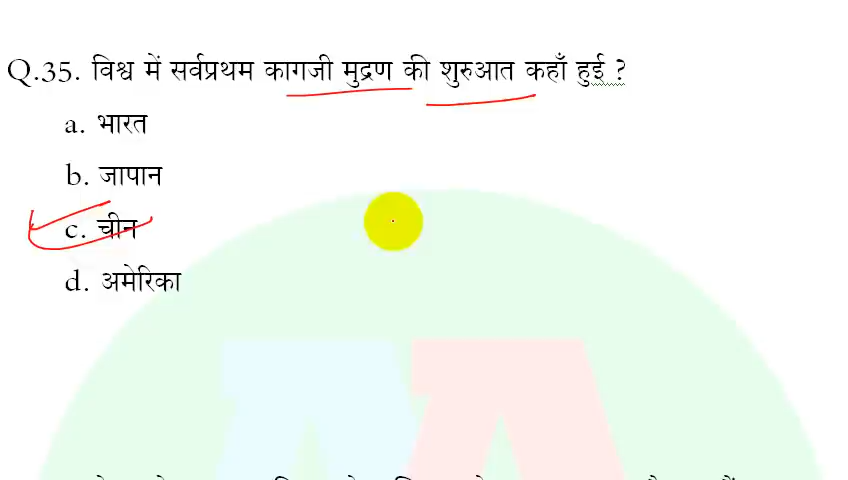 Q.35. विश्व में सर्वप्रथम कागजी मुद्रण की शुरुआत कहाँ हुई ?
a. भारत
b. जापान
c. चीन
d. अमेरिका